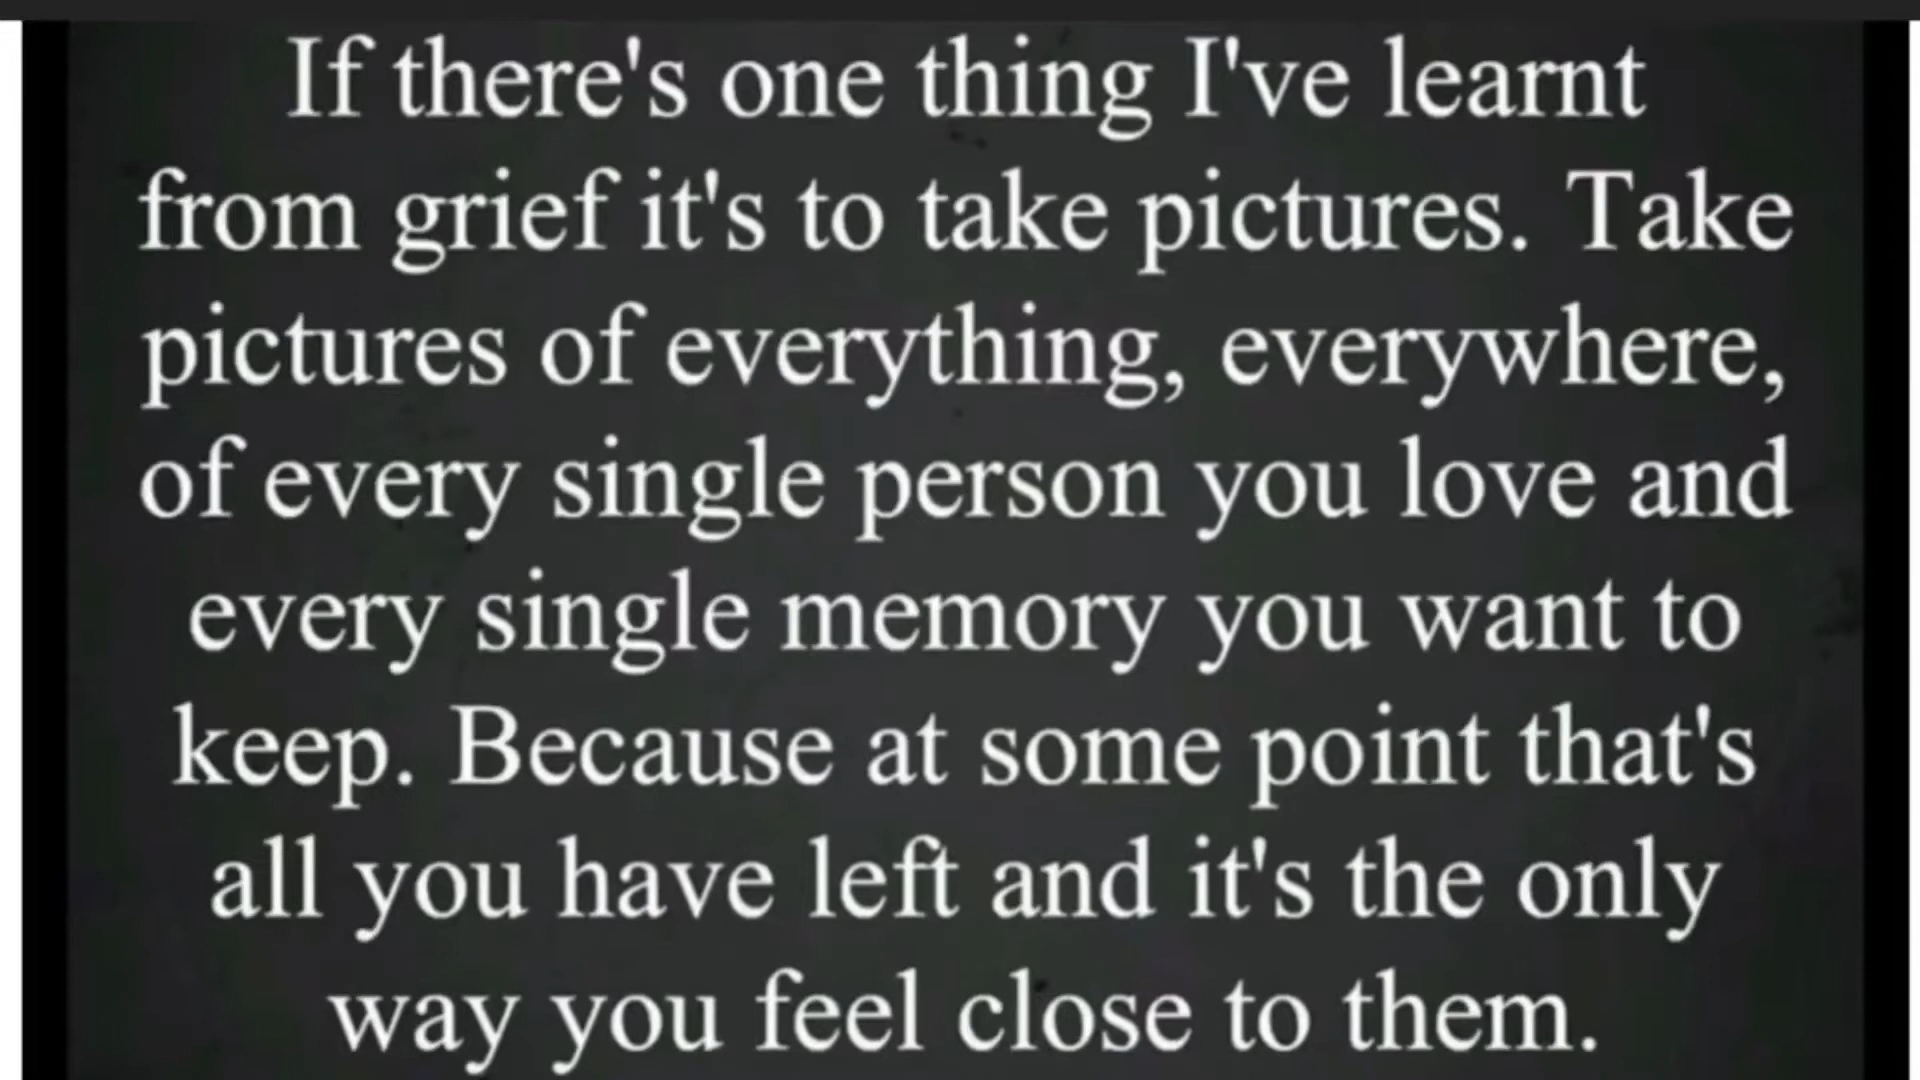 If there's one thing I've learnt
from grief it's to take pictures. Take
pictures of everything, everywhere,
of every single person you love and
every single memory you want to
keep. Because at some point that's
all you have left and it's the only
way you feel close to them.